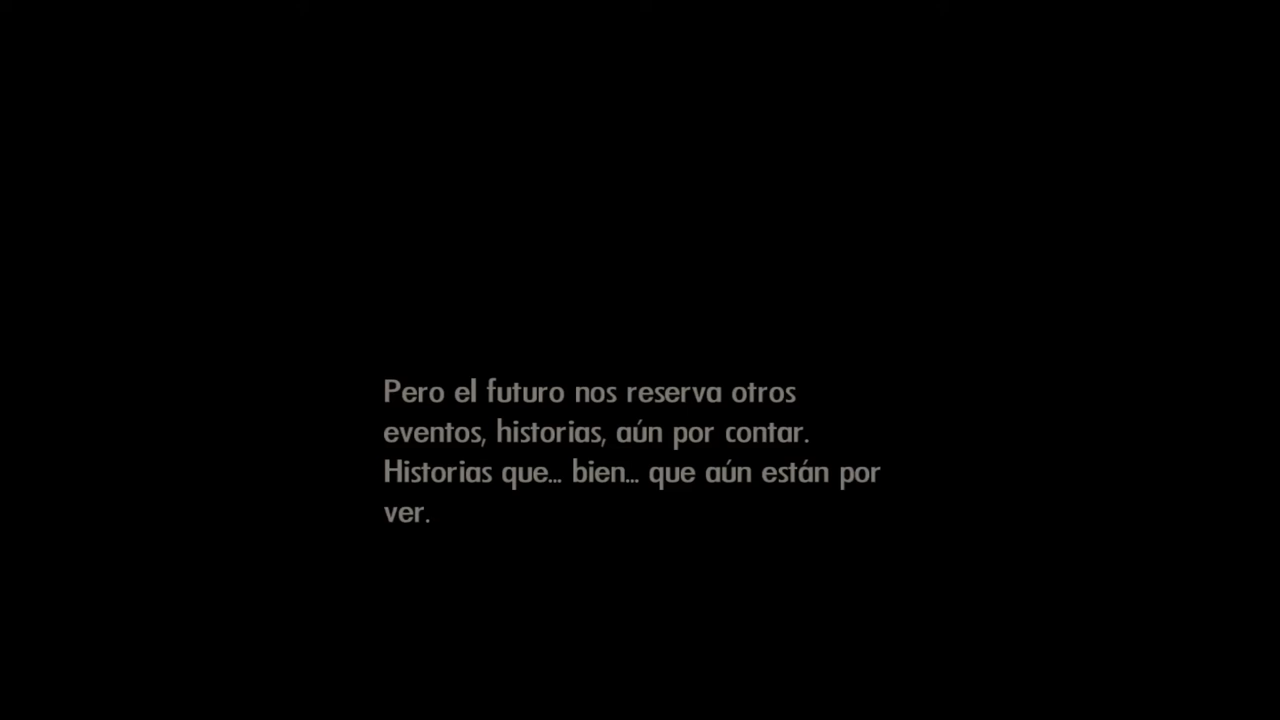 Pero el futuro nos reserva otros
eventos, historias, aún por contar.
Historias que... bien... que aún están por
ver.